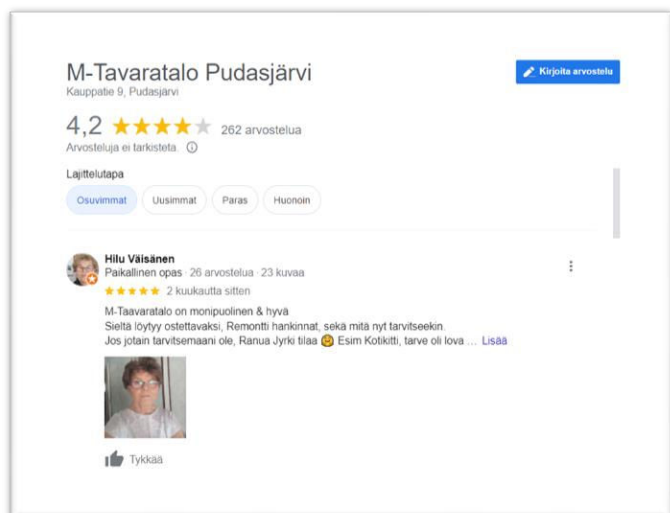 M-Tavaratalo Pudasjärvi
Kirjoita arvostelu
Kauppatie 9, Pudasjärvi
4,2 262 arvostelua
Arvosteluja ei tarkisteta.
Lajittelutapa
Osuvimmat Uusimmat Paras Huonoin
Hilu Väisänen
Paikallinen opas · 26 arvostelua · 23 kuvaa
2 kuukautta sitten
M-Taavaratalo on monipuolinen & hyvä
Sieltä löytyy ostettavaksi, Remontti hankinnat, sekä mitä nyt tarvitseekin.
Jos jotain tarvitsemaani ole, Ranua Jyrki tilaa 😊 Esim Kotikitti, tarve oli lova … Lisää
Tykkää